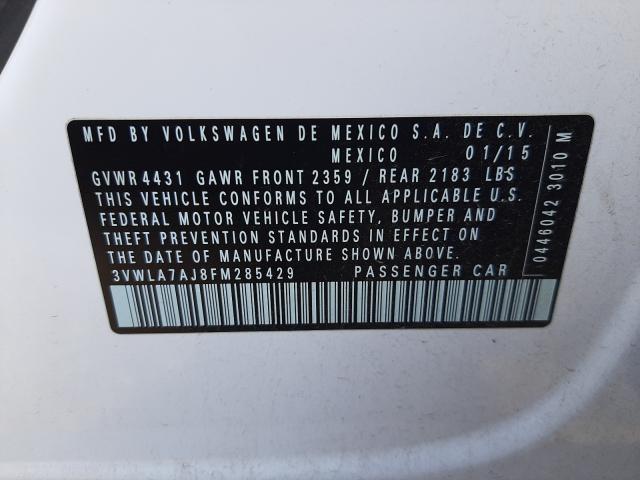 MFD BY VOLKSWAGEN DE MEXICO S.A. DE C.V.
MEXICO 01/15
GVWR 4431 GAWR FRONT 2359 / REAR 2183 LBS
THIS VEHICLE CONFORMS TO ALL APPLICABLE U.S.
FEDERAL MOTOR VEHICLE SAFETY, BUMPER AND
THEFT PREVENTION STANDARDS IN EFFECT ON
THE DATE OF MANUFACTURE SHOWN ABOVE.
3VWLA7AJ8FM285429 PASSENGER CAR
0446042 3010 M